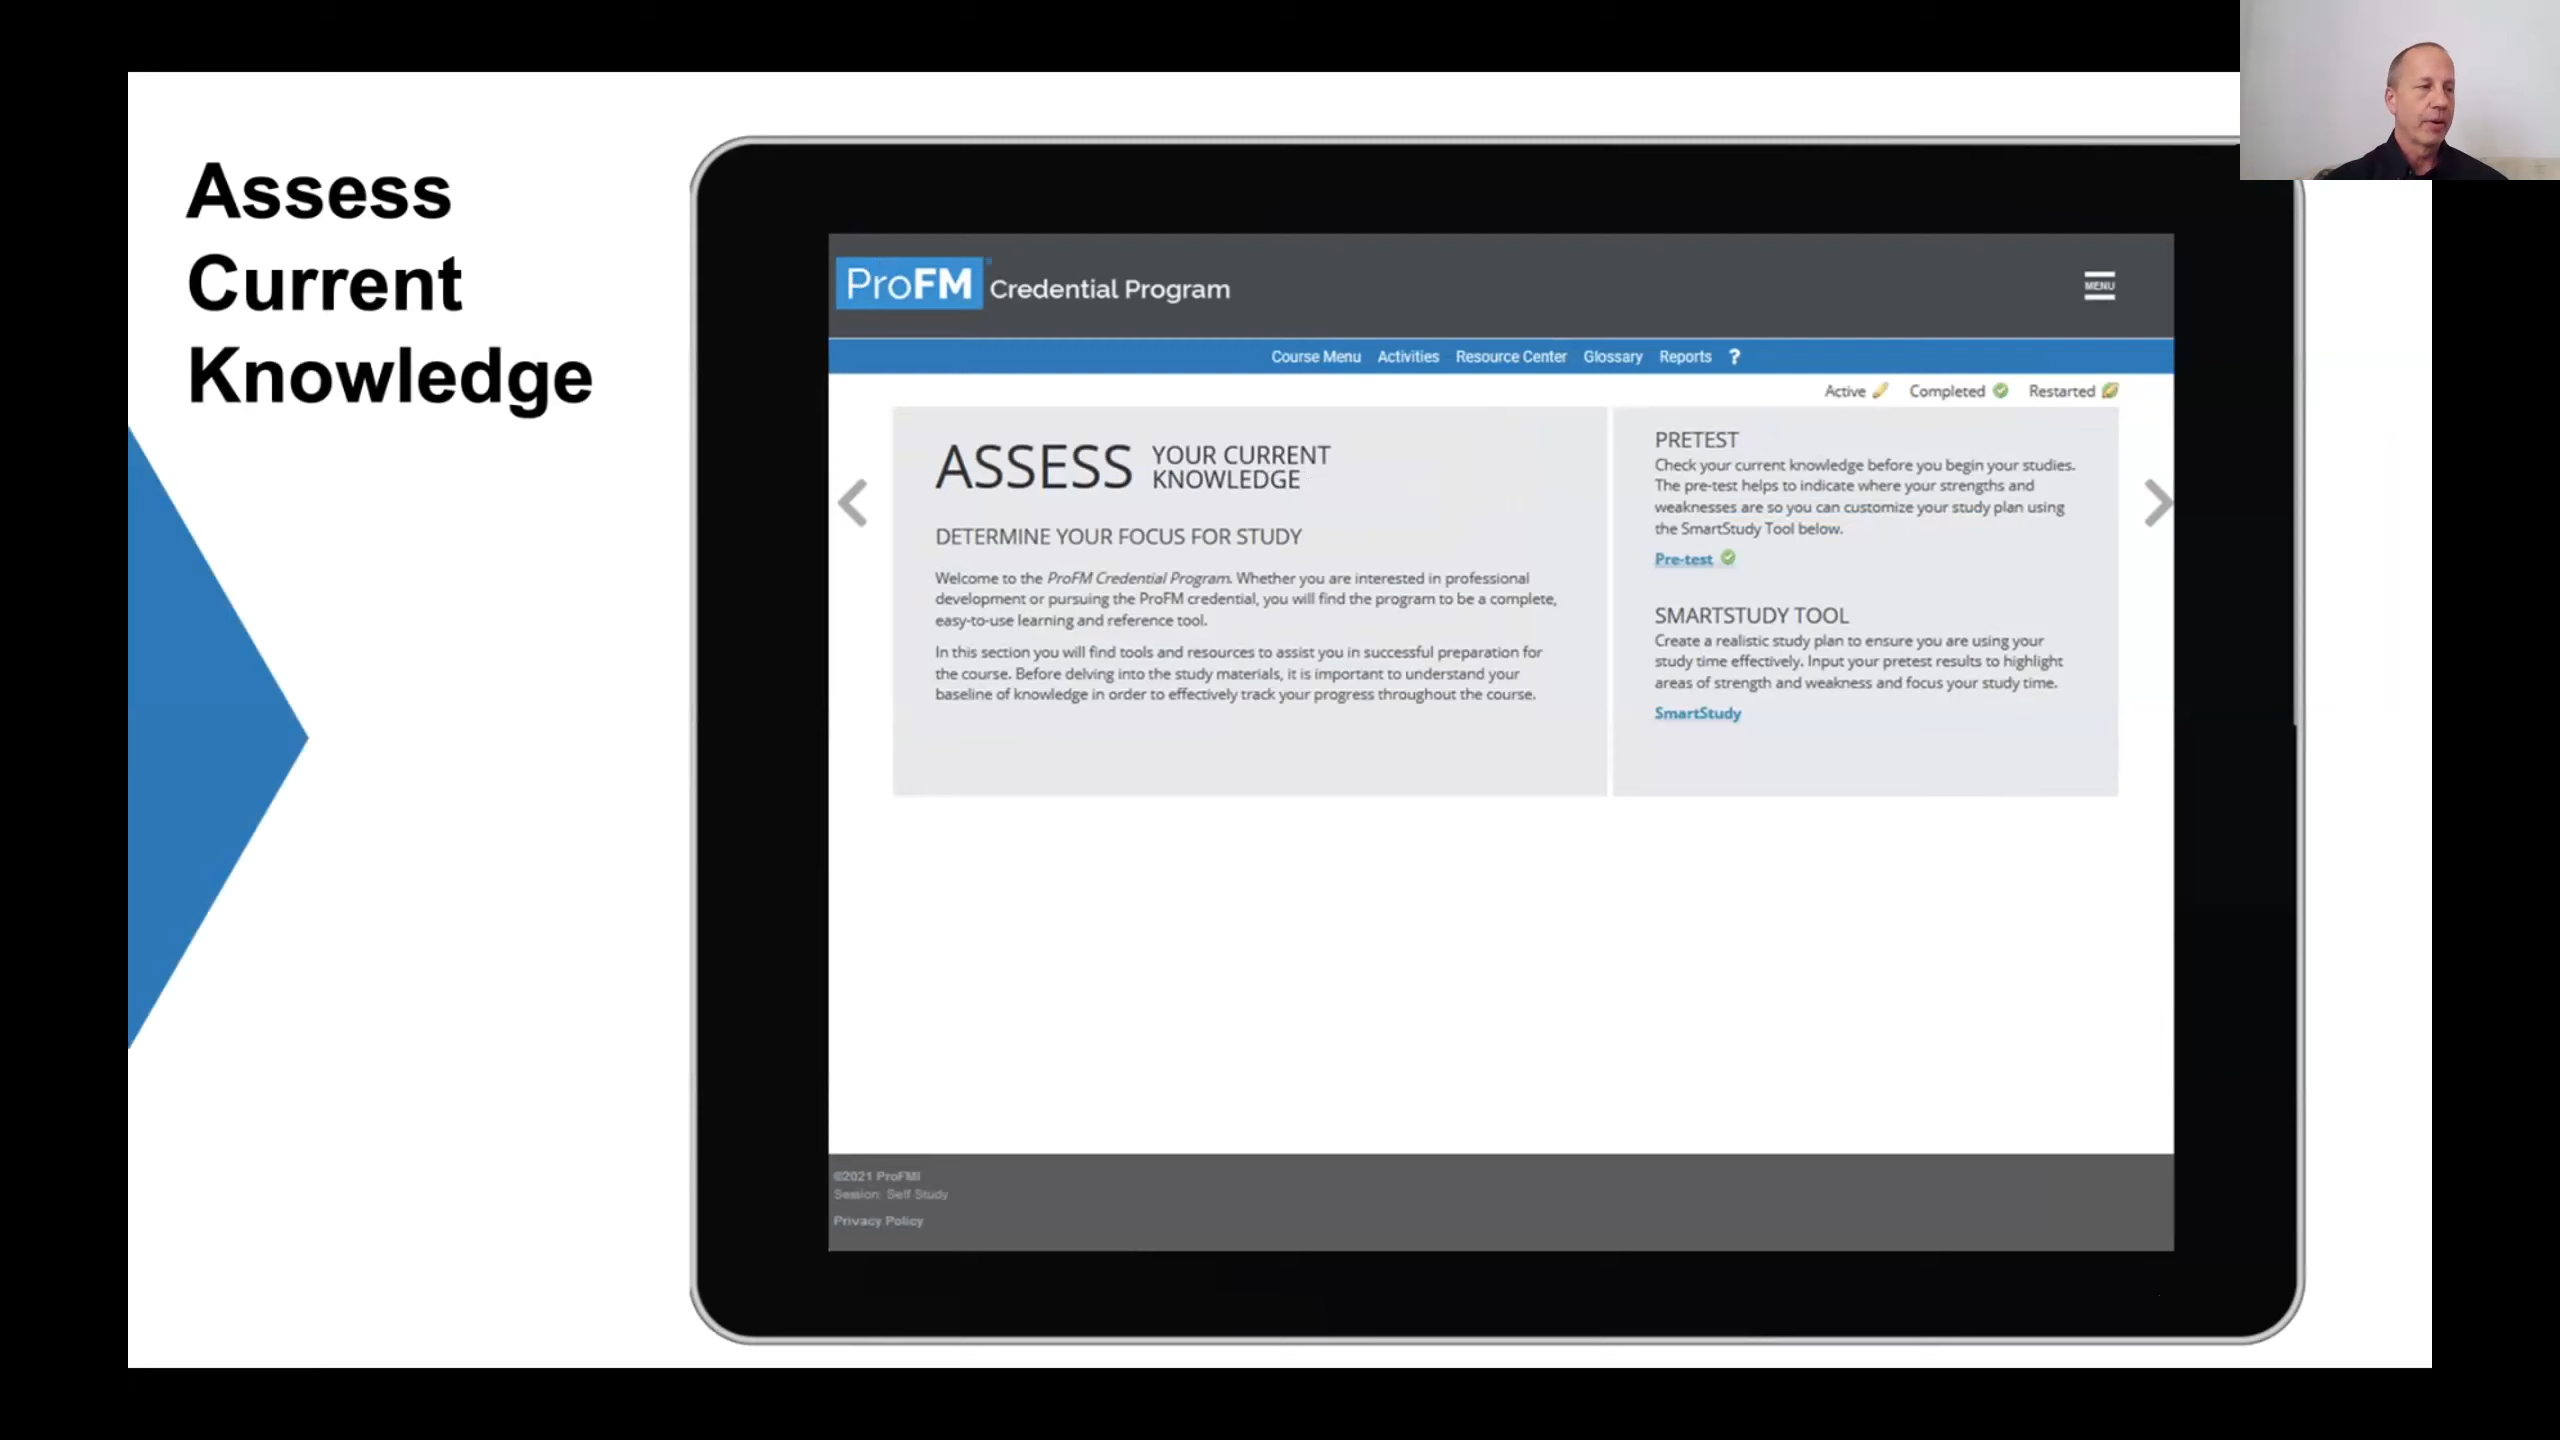 Assess
Current
Knowledge
ProFM Credential Program
MENU
Course Menu Activities Resource Center Glossary Reports ?
Active Completed Restarted
ASSESS YOUR CURRENT
KNOWLEDGE
DETERMINE YOUR FOCUS FOR STUDY
Welcome to the ProFM Credential Program. Whether you are interested in professional
development or pursuing the ProFM credential, you will find the program to be a complete,
easy-to-use learning and reference tool.
In this section you will find tools and resources to assist you in successful preparation for
the course. Before delving into the study materials, it is important to understand your
baseline of knowledge in order to effectively track your progress throughout the course.
PRETEST
Check your current knowledge before you begin your studies.
The pre-test helps to indicate where your strengths and
weaknesses are so you can customize your study plan using
the SmartStudy Tool below.
Pre-test
SMARTSTUDY TOOL
Create a realistic study plan to ensure you are using your
study time effectively. Input your pretest results to highlight
areas of strength and weakness and focus your study time.
SmartStudy
©2021 ProFMI
Session: Self Study
Privacy Policy